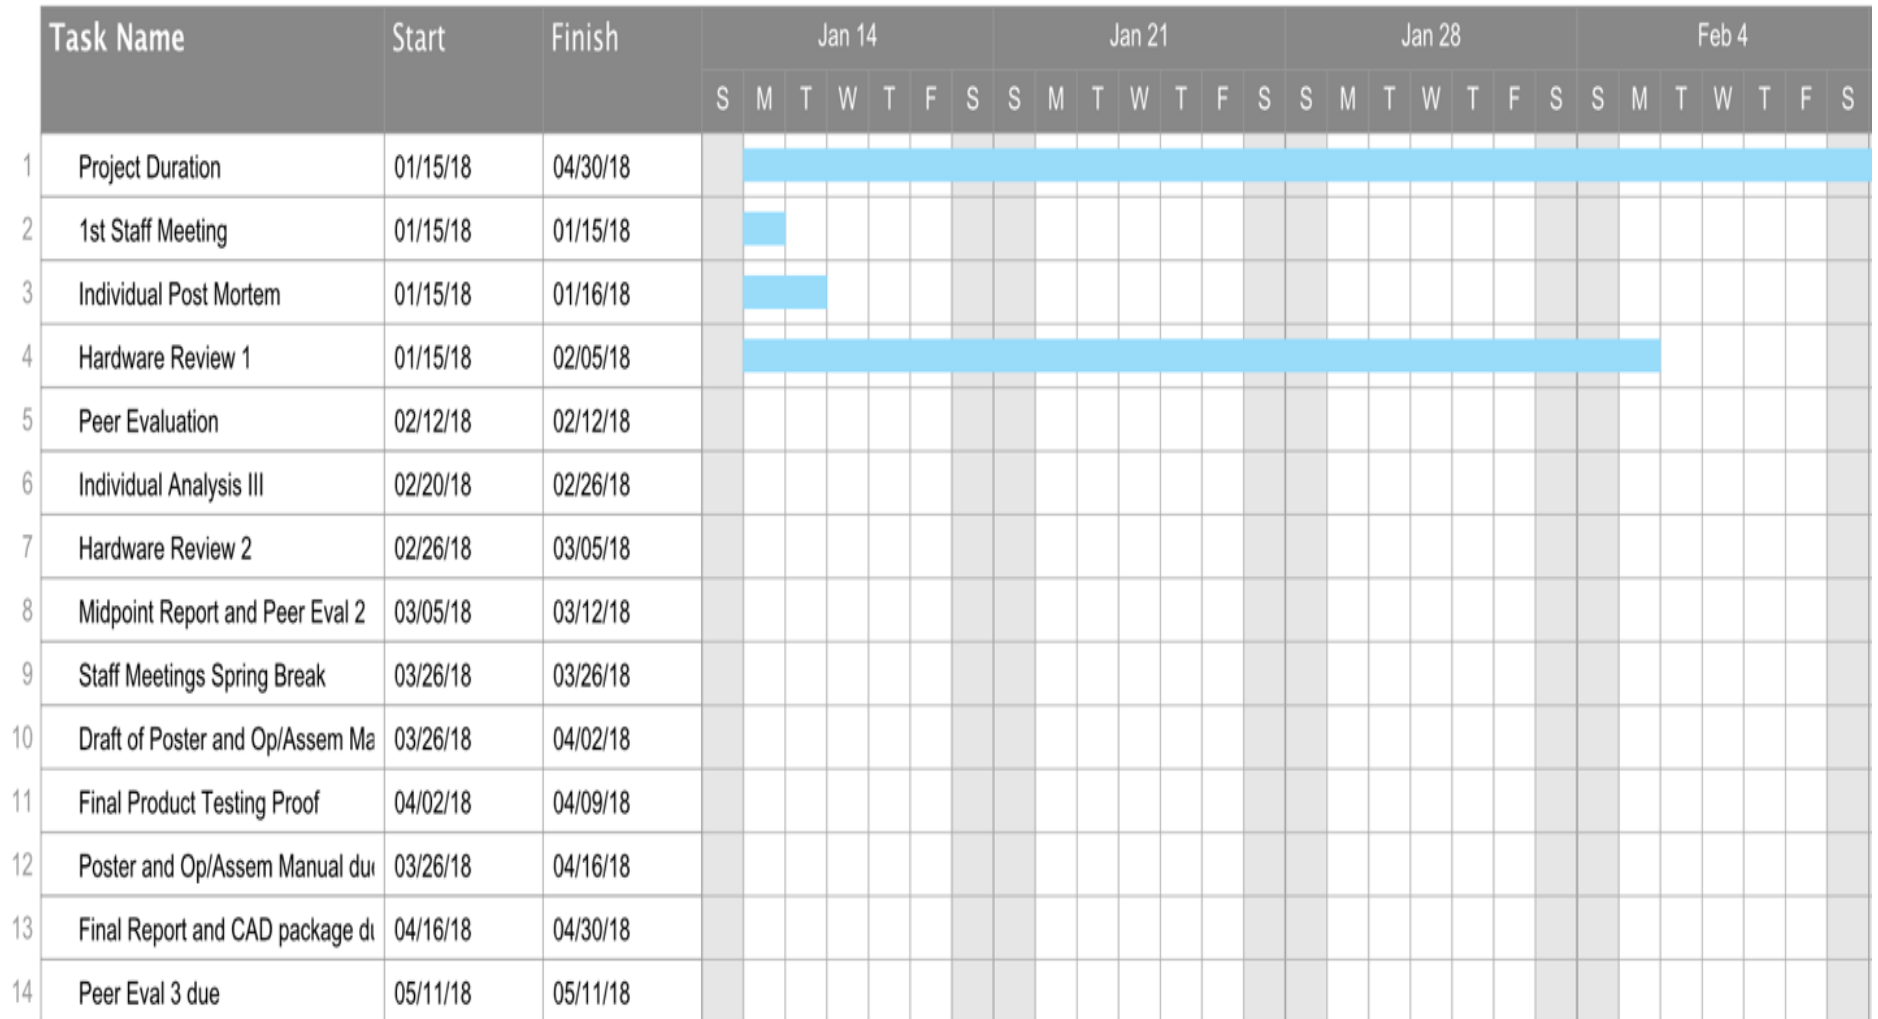 Task Name Start Finish Jan 14 Jan 21 Jan 28 Feb 4
S M T W T F S S M T W T F S S M T W T F S S M T W T F S
1 Project Duration 01/15/18 04/30/18
2 1st Staff Meeting 01/15/18 01/15/18
3 Individual Post Mortem 01/15/18 01/16/18
4 Hardware Review 1 01/15/18 02/05/18
5 Peer Evaluation 02/12/18 02/12/18
6 Individual Analysis III 02/20/18 02/26/18
7 Hardware Review 2 02/26/18 03/05/18
8 Midpoint Report and Peer Eval 2 03/05/18 03/12/18
9 Staff Meetings Spring Break 03/26/18 03/26/18
10 Draft of Poster and Op/Assem Ma 03/26/18 04/02/18
11 Final Product Testing Proof 04/02/18 04/09/18
12 Poster and Op/Assem Manual du 03/26/18 04/16/18
13 Final Report and CAD package d 04/16/18 04/30/18
14 Peer Eval 3 due 05/11/18 05/11/18